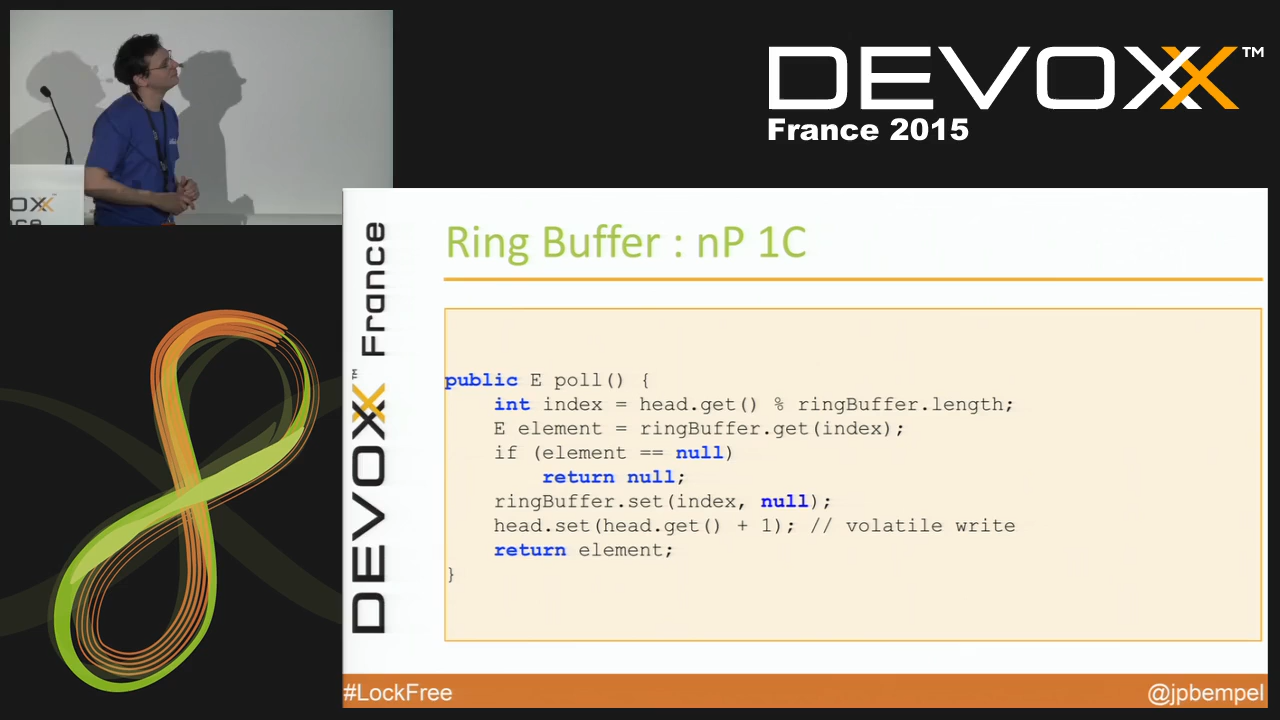 DEVOXX™
France 2015
OXX
DEVOXX™ France
Ring Buffer : nP 1C
public E poll() {
    int index = head.get() % ringBuffer.length;
    E element = ringBuffer.get(index);
    if (element == null)
        return null;
    ringBuffer.set(index, null);
    head.set(head.get() + 1); // volatile write
    return element;
}
#LockFree
@jpbempel